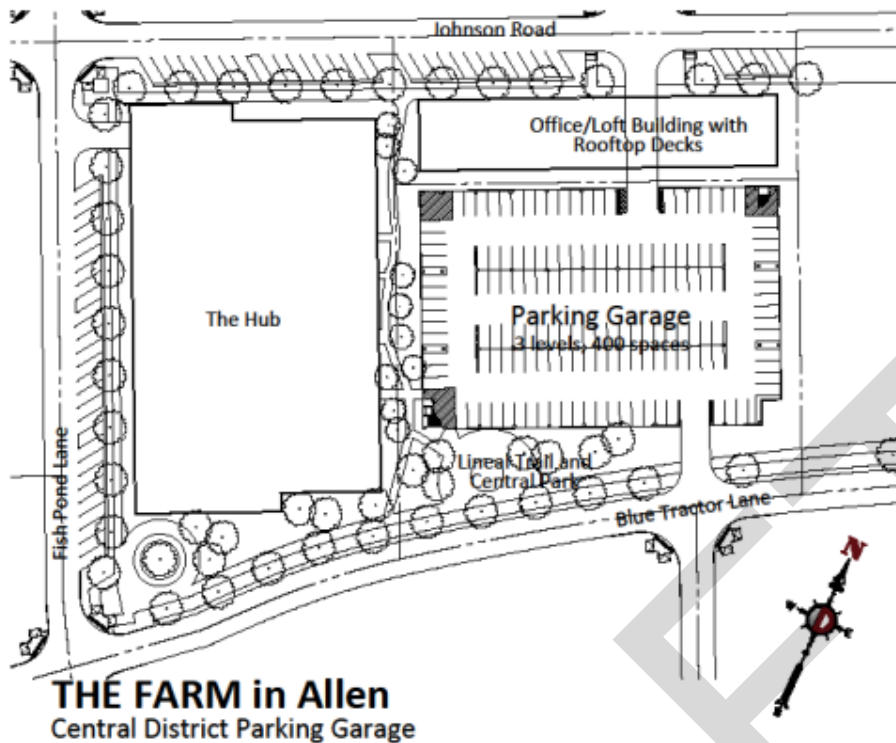 Johnson Road
Office/Loft Building with
Rooftop Decks
The Hub
Parking Garage
3 levels, 400 spaces
Fish Pond Lane
Lineal Trail and
Central Park
Blue Tractor Lane
N
D
THE FARM in Allen
Central District Parking Garage